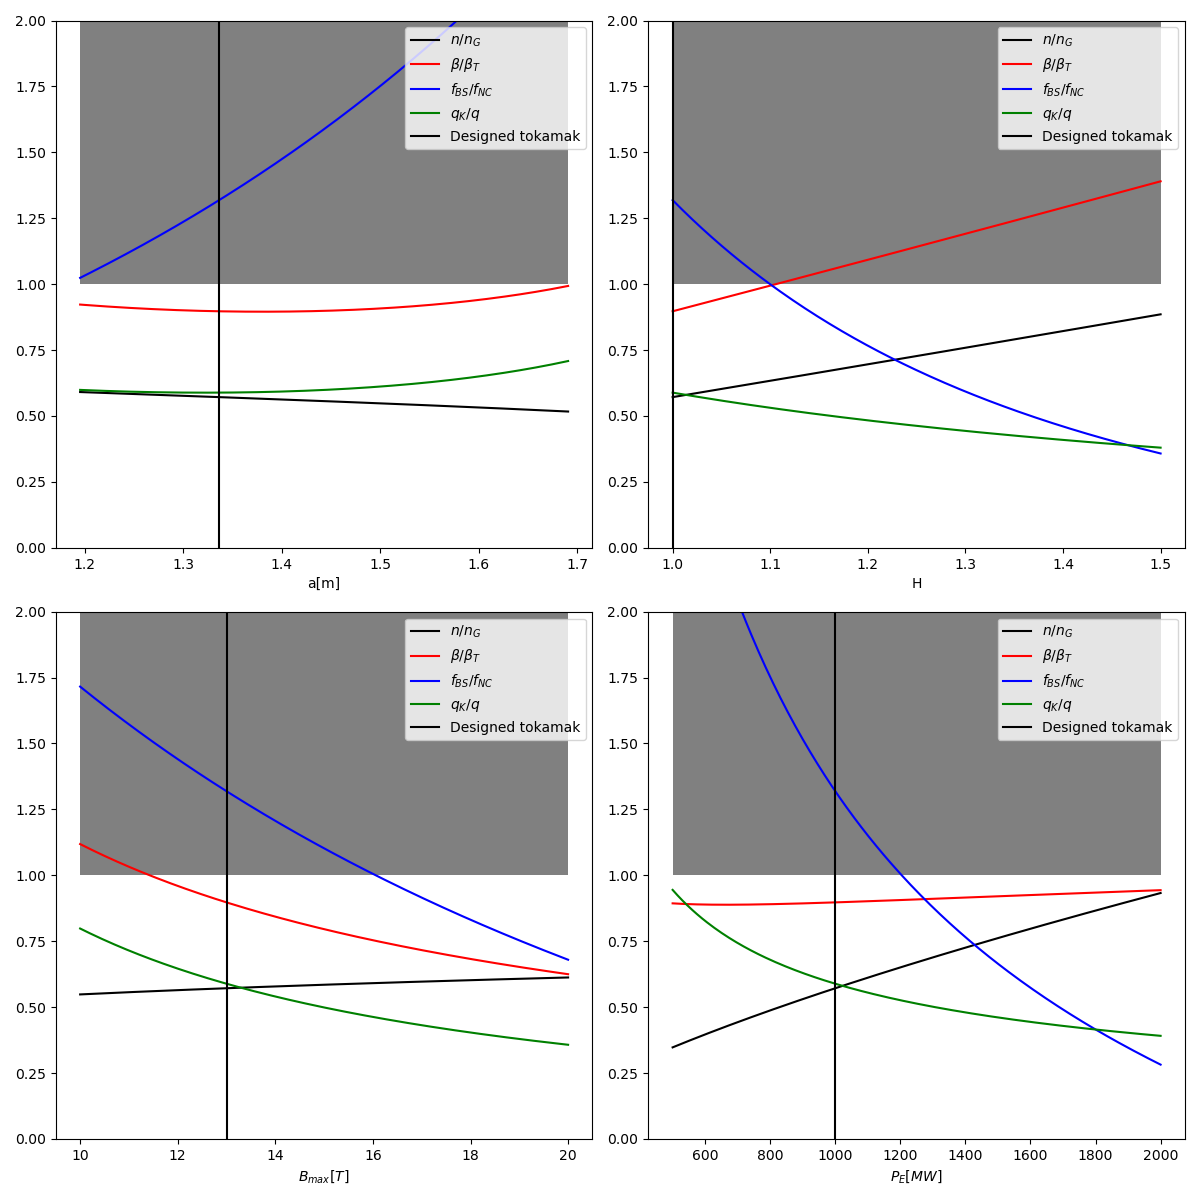 2.00
1.75
1.50
1.25
1.00
0.75
0.50
0.25
0.00
1.2 1.3 1.4 1.5 1.6 1.7
a[m]
n/n_G
β/β_T
f_BS/f_NC
q_K/q
Designed tokamak
2.00
1.75
1.50
1.25
1.00
0.75
0.50
0.25
0.00
1.0 1.1 1.2 1.3 1.4 1.5
H
n/n_G
β/β_T
f_BS/f_NC
q_K/q
Designed tokamak
2.00
1.75
1.50
1.25
1.00
0.75
0.50
0.25
0.00
10 12 14 16 18 20
B_max[T]
n/n_G
β/β_T
f_BS/f_NC
q_K/q
Designed tokamak
2.00
1.75
1.50
1.25
1.00
0.75
0.50
0.25
0.00
600 800 1000 1200 1400 1600 1800 2000
P_E[MW]
n/n_G
β/β_T
f_BS/f_NC
q_K/q
Designed tokamak